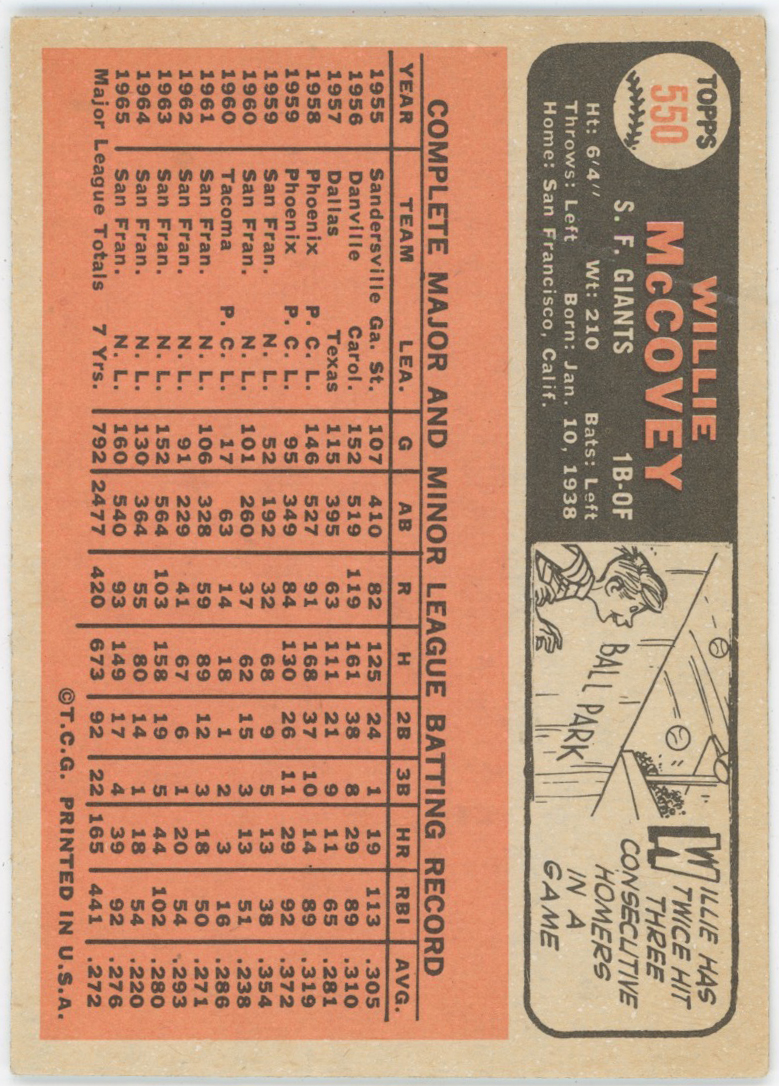 TOPPS
550
WILLIE
McCOVEY
S. F. GIANTS 1B-OF
Ht: 6'4'' Wt: 210 Bats: Left
Throws: Left Born: Jan. 10, 1938
Home: San Francisco, Calif.
BALL PARK
WILLIE HAS
TWICE HIT
THREE
CONSECUTIVE
HOMERS
IN A
GAME
COMPLETE MAJOR AND MINOR LEAGUE BATTING RECORD
YEAR TEAM LEA. G AB R H 2B 3B HR RBI AVG.
1955 Sandersville Ga. St. 107 410 82 125 24 1 19 113 .305
1956 Danville Carol. 152 519 119 161 38 8 29 89 .310
1957 Dallas Texas 115 395 63 111 21 9 11 65 .281
1958 Phoenix P. C. L. 146 527 91 168 37 10 14 89 .319
1959 Phoenix P. C. L. 95 349 84 130 26 11 29 92 .372
1959 San Fran. N. L. 52 192 32 68 9 5 13 38 .354
1960 San Fran. N. L. 101 260 37 62 15 3 13 51 .238
1960 Tacoma P. C. L. 17 63 14 18 1 2 3 16 .286
1961 San Fran. N. L. 106 328 59 89 12 3 18 50 .271
1962 San Fran. N. L. 91 229 41 67 6 1 20 54 .293
1963 San Fran. N. L. 152 564 103 158 19 5 44 102 .280
1964 San Fran. N. L. 130 364 55 80 14 1 18 54 .220
1965 San Fran. N. L. 160 540 93 149 17 4 39 92 .276
Major League Totals 7 Yrs. 792 2477 420 673 92 22 165 441 .272
©T.C.G. PRINTED IN U.S.A.